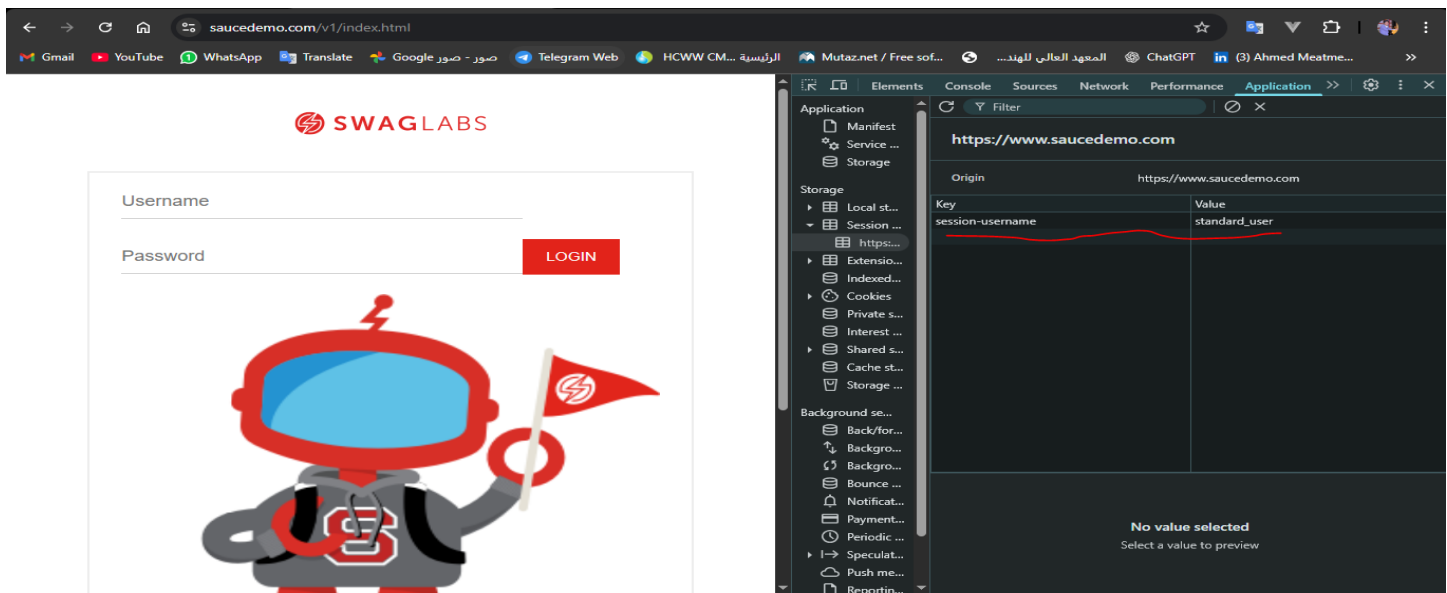 saucedemo.com/v1/index.html
Gmail YouTube WhatsApp Translate صور - صور Google Telegram Web HCWW CM... الرئيسية Mutaz.net / Free sof... المعهد العالي للهند... ChatGPT (3) Ahmed Meatme... »
SWAGLABS
Username
Password
LOGIN
Elements Console Sources Network Performance Application »
Application
Manifest
Service ...
Storage
Storage
Local st...
Session ...
https:...
Extensio...
Indexed...
Cookies
Private s...
Interest ...
Shared s...
Cache st...
Storage ...
Background se...
Back/for...
Backgro...
Backgro...
Bounce ...
Notificat...
Payment...
Periodic ...
Speculat...
Push me...
Reportin...
Filter
https://www.saucedemo.com
Origin https://www.saucedemo.com
Key Value
session-username standard_user
No value selected
Select a value to preview
S